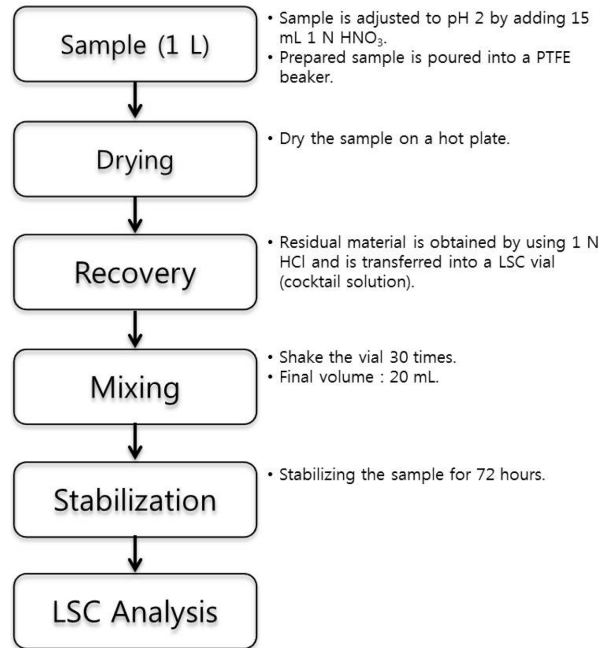 Sample (1 L)
• Sample is adjusted to pH 2 by adding 15
mL 1 N HNO₃.
• Prepared sample is poured into a PTFE
beaker.
Drying
• Dry the sample on a hot plate.
Recovery
• Residual material is obtained by using 1 N
HCl and is transferred into a LSC vial
(cocktail solution).
Mixing
• Shake the vial 30 times.
• Final volume : 20 mL.
Stabilization
• Stabilizing the sample for 72 hours.
LSC Analysis